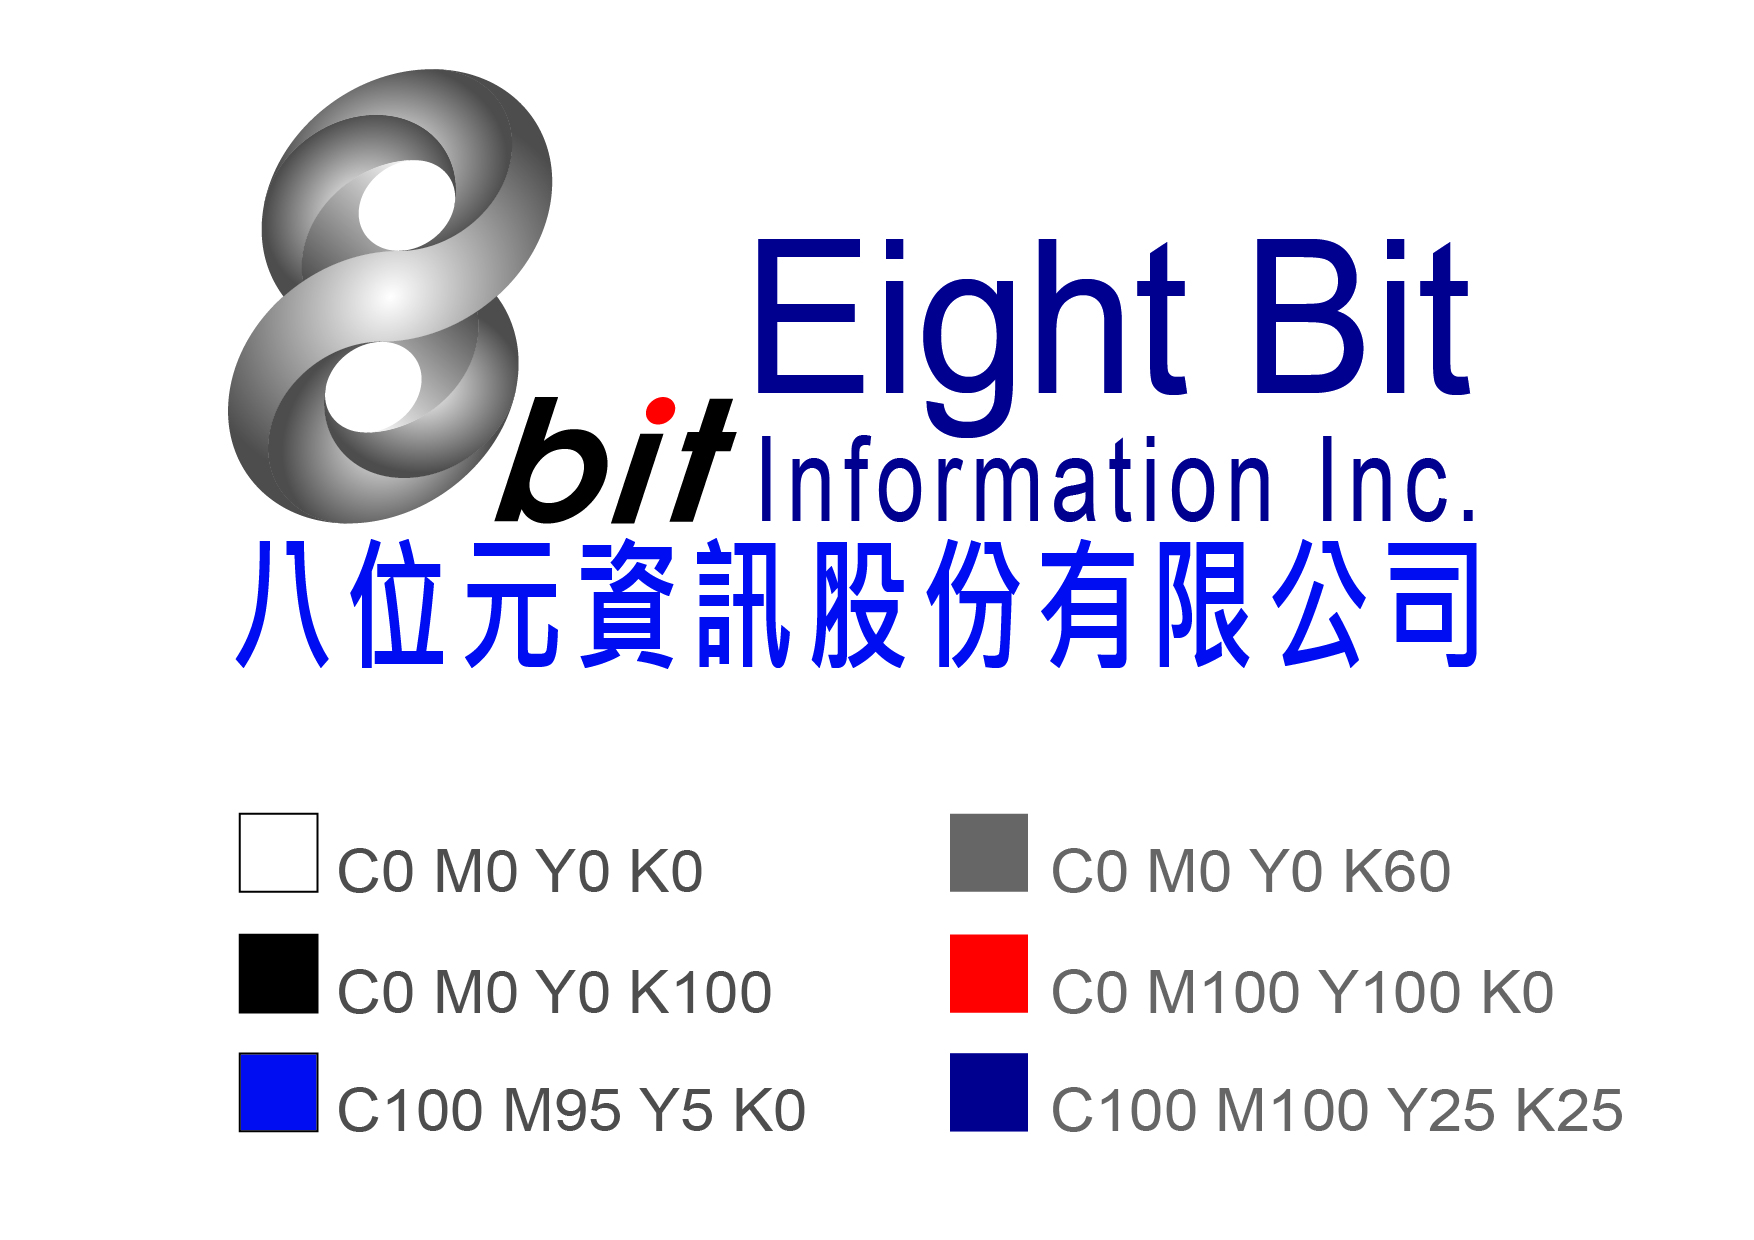 8bit
Eight Bit
Information Inc.
八位元資訊股份有限公司
C0 M0 Y0 K0
C0 M0 Y0 K60
C0 M0 Y0 K100
C0 M100 Y100 K0
C100 M95 Y5 K0
C100 M100 Y25 K25